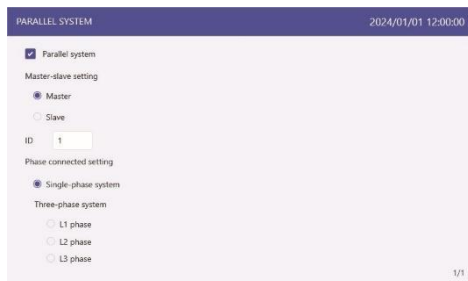 PARALLEL SYSTEM 2024/01/01 12:00:00
Parallel system
Master-slave setting
Master
Slave
ID 1
Phase connected setting
Single-phase system
Three-phase system
L1 phase
L2 phase
L3 phase
1/1